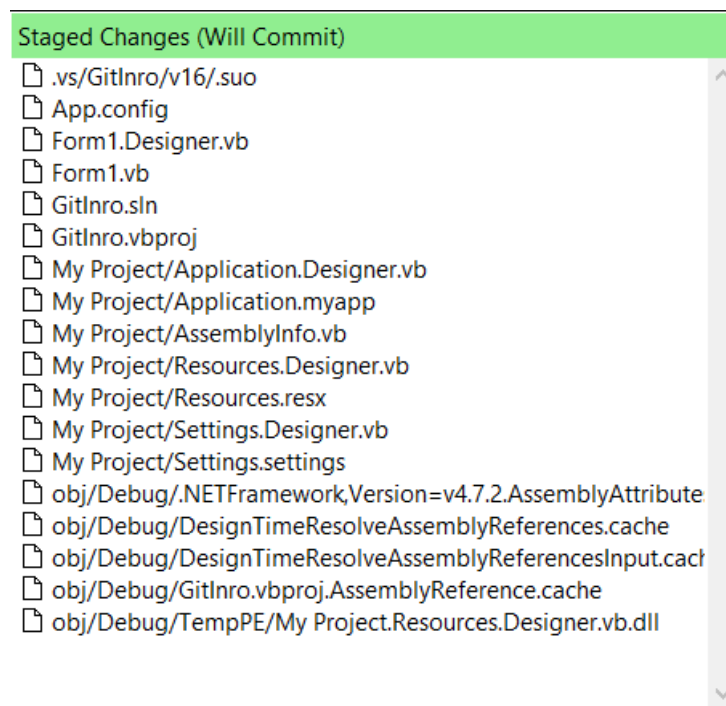 Staged Changes (Will Commit)
.vs/GitInro/v16/.suo
App.config
Form1.Designer.vb
Form1.vb
GitInro.sln
GitInro.vbproj
My Project/Application.Designer.vb
My Project/Application.myapp
My Project/AssemblyInfo.vb
My Project/Resources.Designer.vb
My Project/Resources.resx
My Project/Settings.Designer.vb
My Project/Settings.settings
obj/Debug/.NETFramework,Version=v4.7.2.AssemblyAttribute
obj/Debug/DesignTimeResolveAssemblyReferences.cache
obj/Debug/DesignTimeResolveAssemblyReferencesInput.cach
obj/Debug/GitInro.vbproj.AssemblyReference.cache
obj/Debug/TempPE/My Project.Resources.Designer.vb.dll